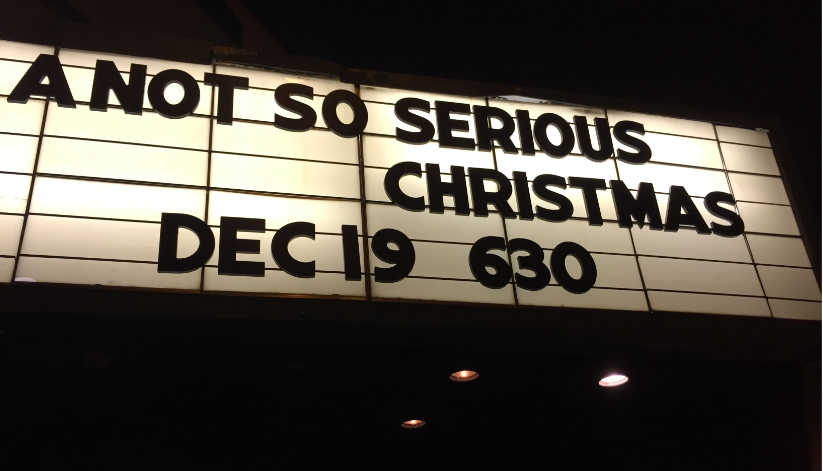 A NOT SO SERIOUS
CHRISTMAS
DEC 19 630